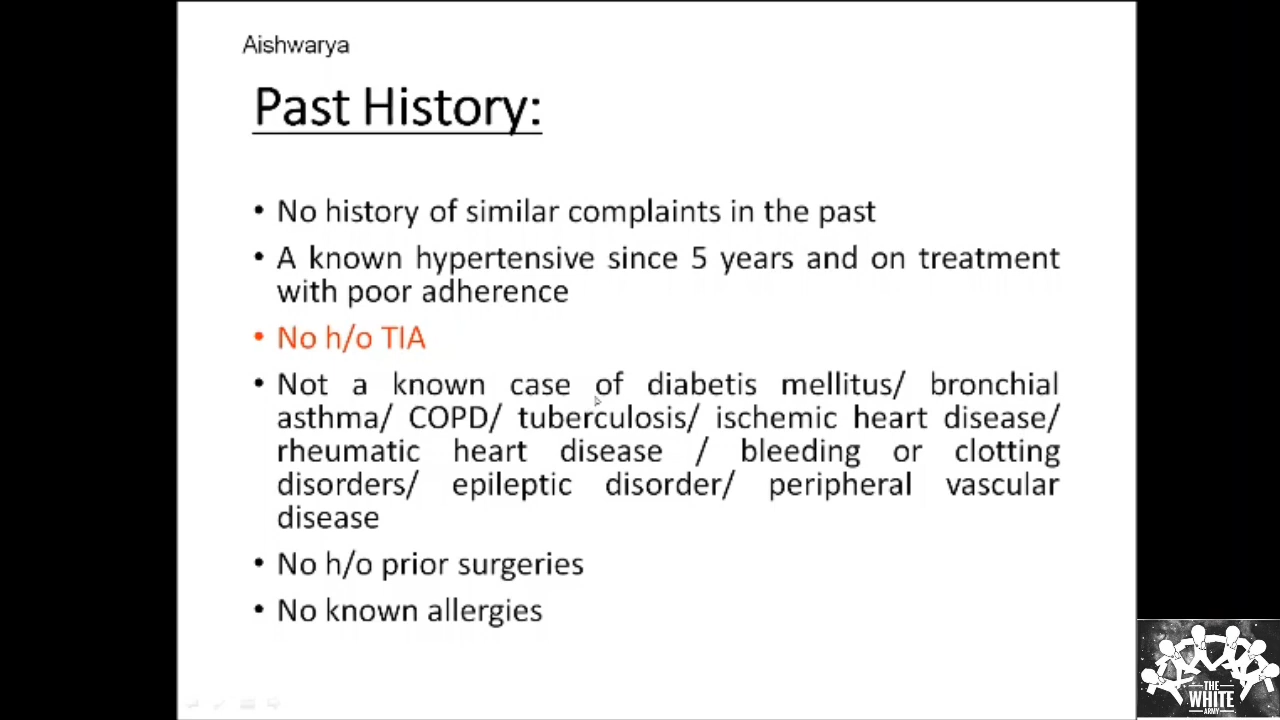 Aishwarya
Past History:
• No history of similar complaints in the past
• A known hypertensive since 5 years and on treatment
with poor adherence
• No h/o TIA
• Not a known case of diabetis mellitus/ bronchial
asthma/ COPD/ tuberculosis/ ischemic heart disease/
rheumatic heart disease / bleeding or clotting
disorders/ epileptic disorder/ peripheral vascular
disease
• No h/o prior surgeries
• No known allergies
THE
WHITE
ARMY